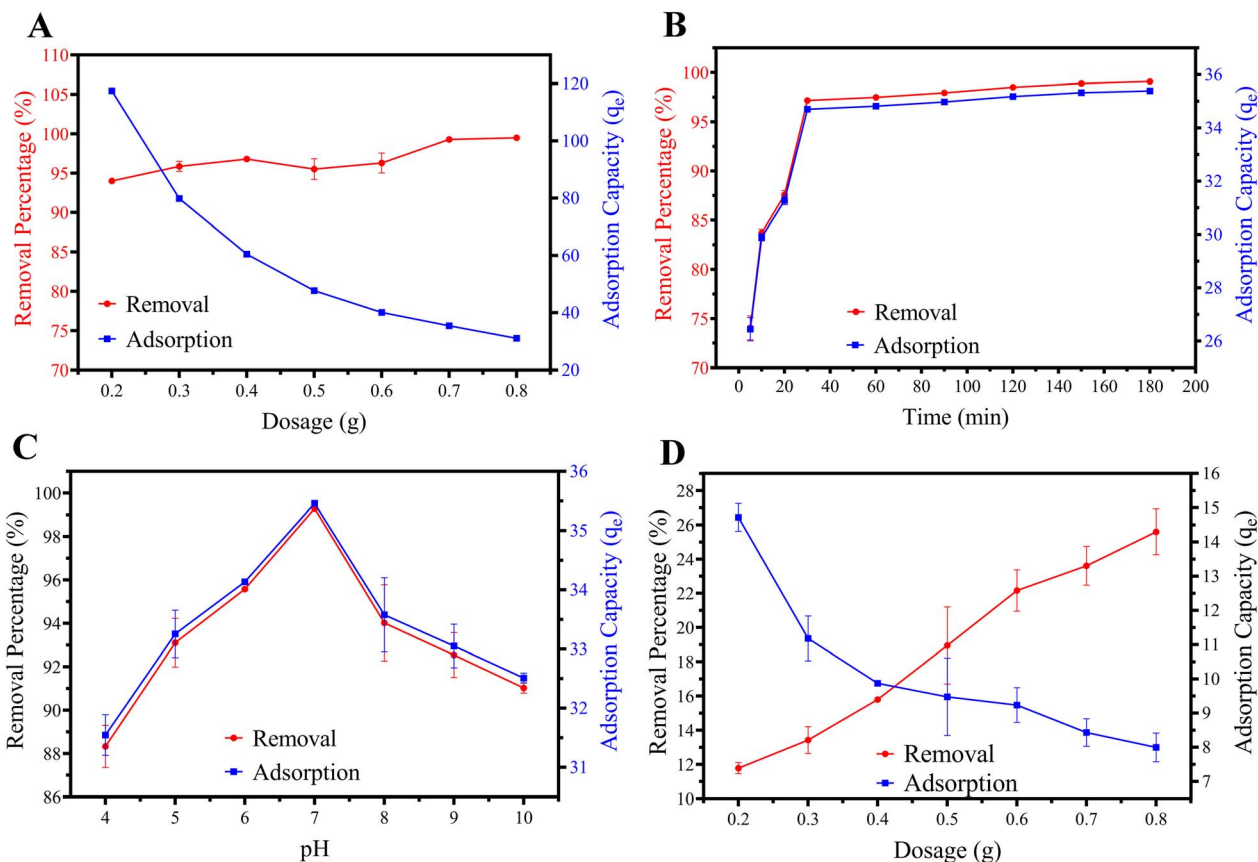 A
Removal Percentage (%)
110
105
100
95
90
85
80
75
70
120
100
80
60
40
20
Adsorption Capacity (qe)
Removal
Adsorption
0.2 0.3 0.4 0.5 0.6 0.7 0.8
Dosage (g)
B
Removal Percentage (%)
100
95
90
85
80
75
70
36
34
32
30
28
26
Adsorption Capacity (qe)
Removal
Adsorption
0 20 40 60 80 100 120 140 160 180 200
Time (min)
C
Removal Percentage (%)
100
98
96
94
92
90
88
86
36
35
34
33
32
31
Adsorption Capacity (qe)
Removal
Adsorption
4 5 6 7 8 9 10
pH
D
Removal Percentage (%)
28
26
24
22
20
18
16
14
12
10
16
15
14
13
12
11
10
9
8
7
Adsorption Capacity (qe)
Removal
Adsorption
0.2 0.3 0.4 0.5 0.6 0.7 0.8
Dosage (g)